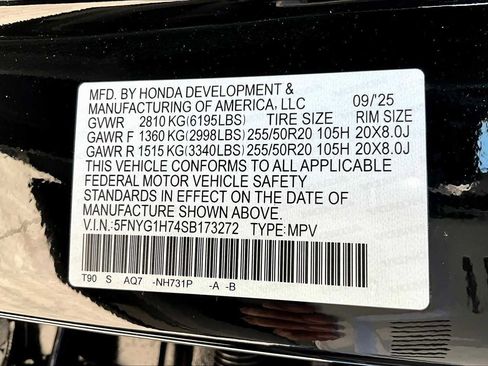 MFD. BY HONDA DEVELOPMENT &
MANUFACTURING OF AMERICA, LLC 09/'25
GVWR 2810 KG(6195LBS) TIRE SIZE RIM SIZE
GAWR F 1360 KG(2998LBS) 255/50R20 105H 20X8.0J
GAWR R 1515 KG(3340LBS) 255/50R20 105H 20X8.0J
THIS VEHICLE CONFORMS TO ALL APPLICABLE
FEDERAL MOTOR VEHICLE SAFETY
STANDARDS IN EFFECT ON THE DATE OF
MANUFACTURE SHOWN ABOVE.
V.I.N.:5FNYG1H74SB173272 TYPE:MPV
T90 S AQ7 -NH731P -A -B